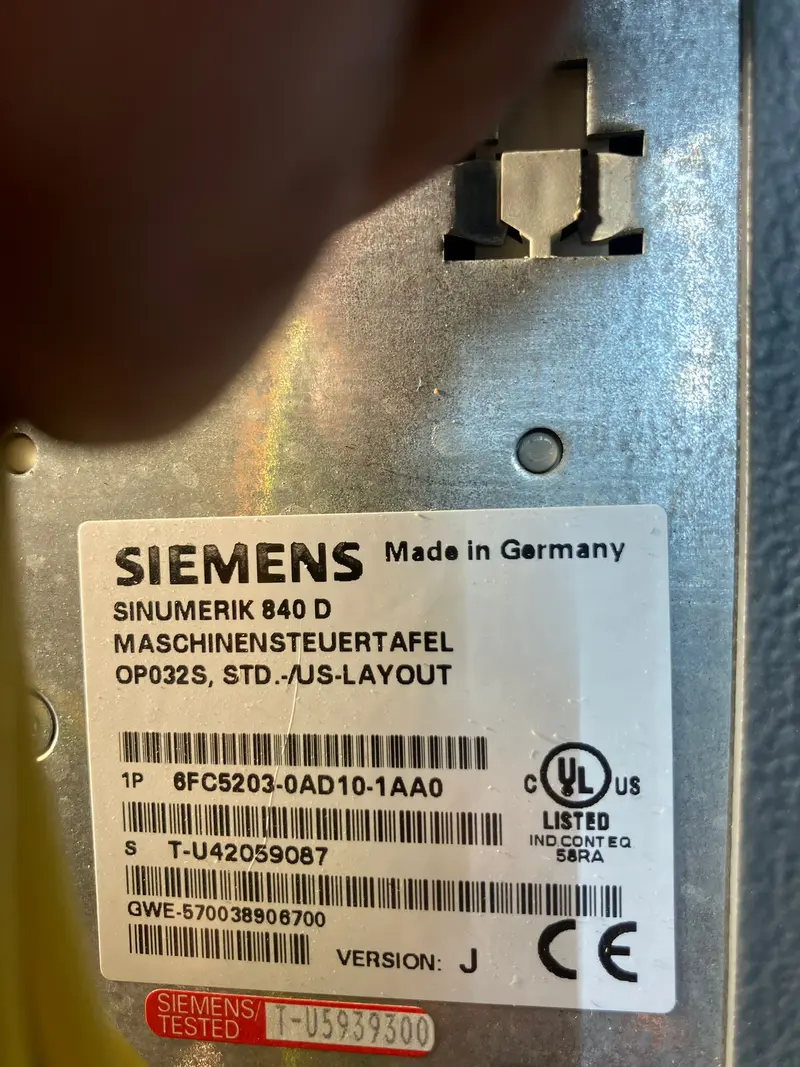 SIEMENS Made in Germany
SINUMERIK 840 D
MASCHINENSTEUERTAFEL
OP032S, STD.-/US-LAYOUT
1P 6FC5203-0AD10-1AA0
C UL US
LISTED
IND.CONT.EQ
58RA
S T-U42059087
GWE-570038906700
VERSION: J
CE
SIEMENS/
TESTED T-U5939300